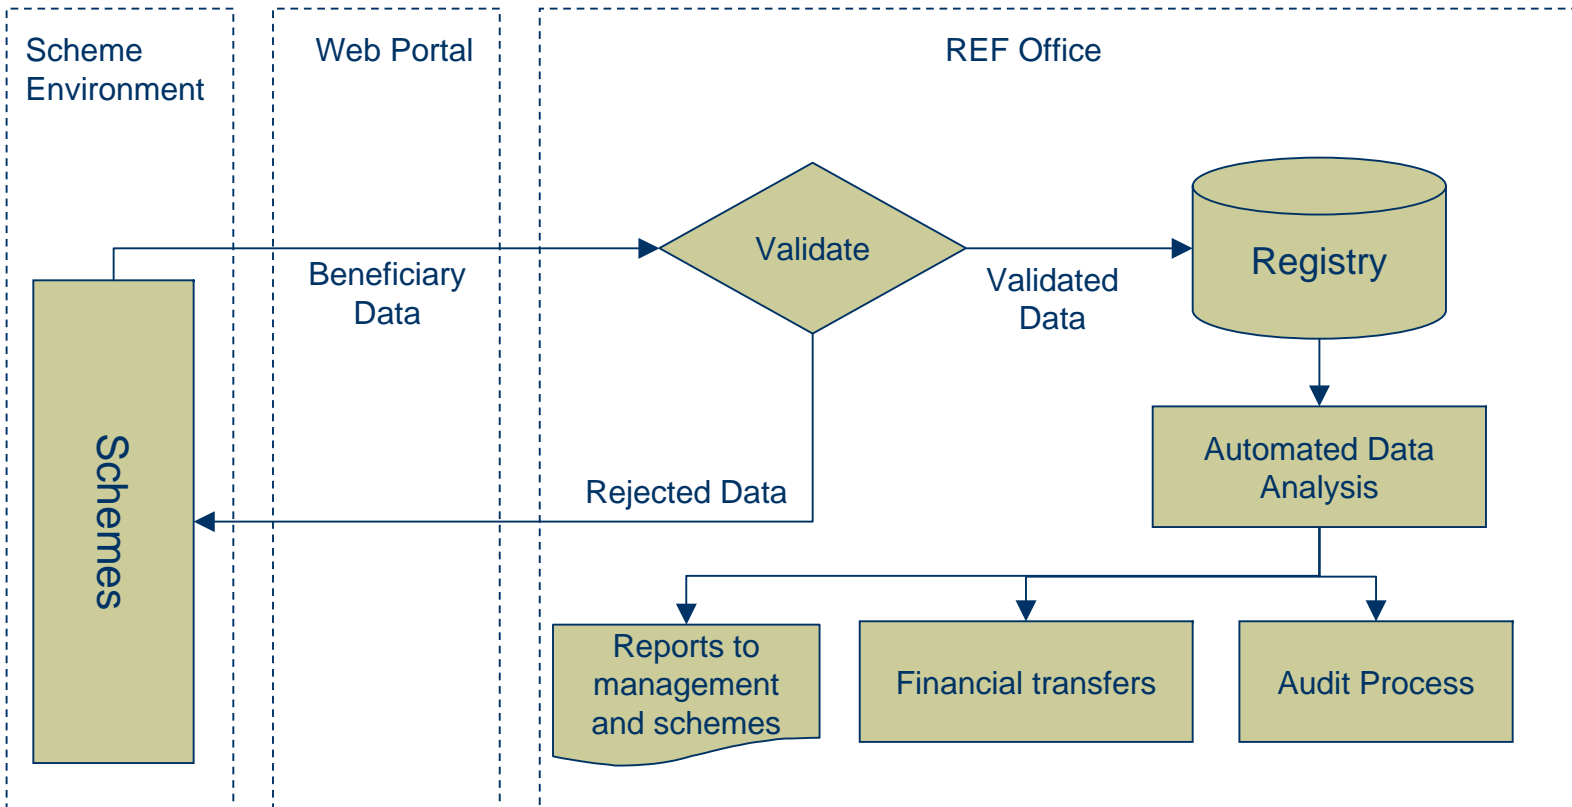 Scheme
Environment
Web Portal
REF Office
Validate
Registry
Beneficiary
Data
Validated
Data
Schemes
Automated Data
Analysis
Rejected Data
Reports to
management
and schemes
Financial transfers
Audit Process